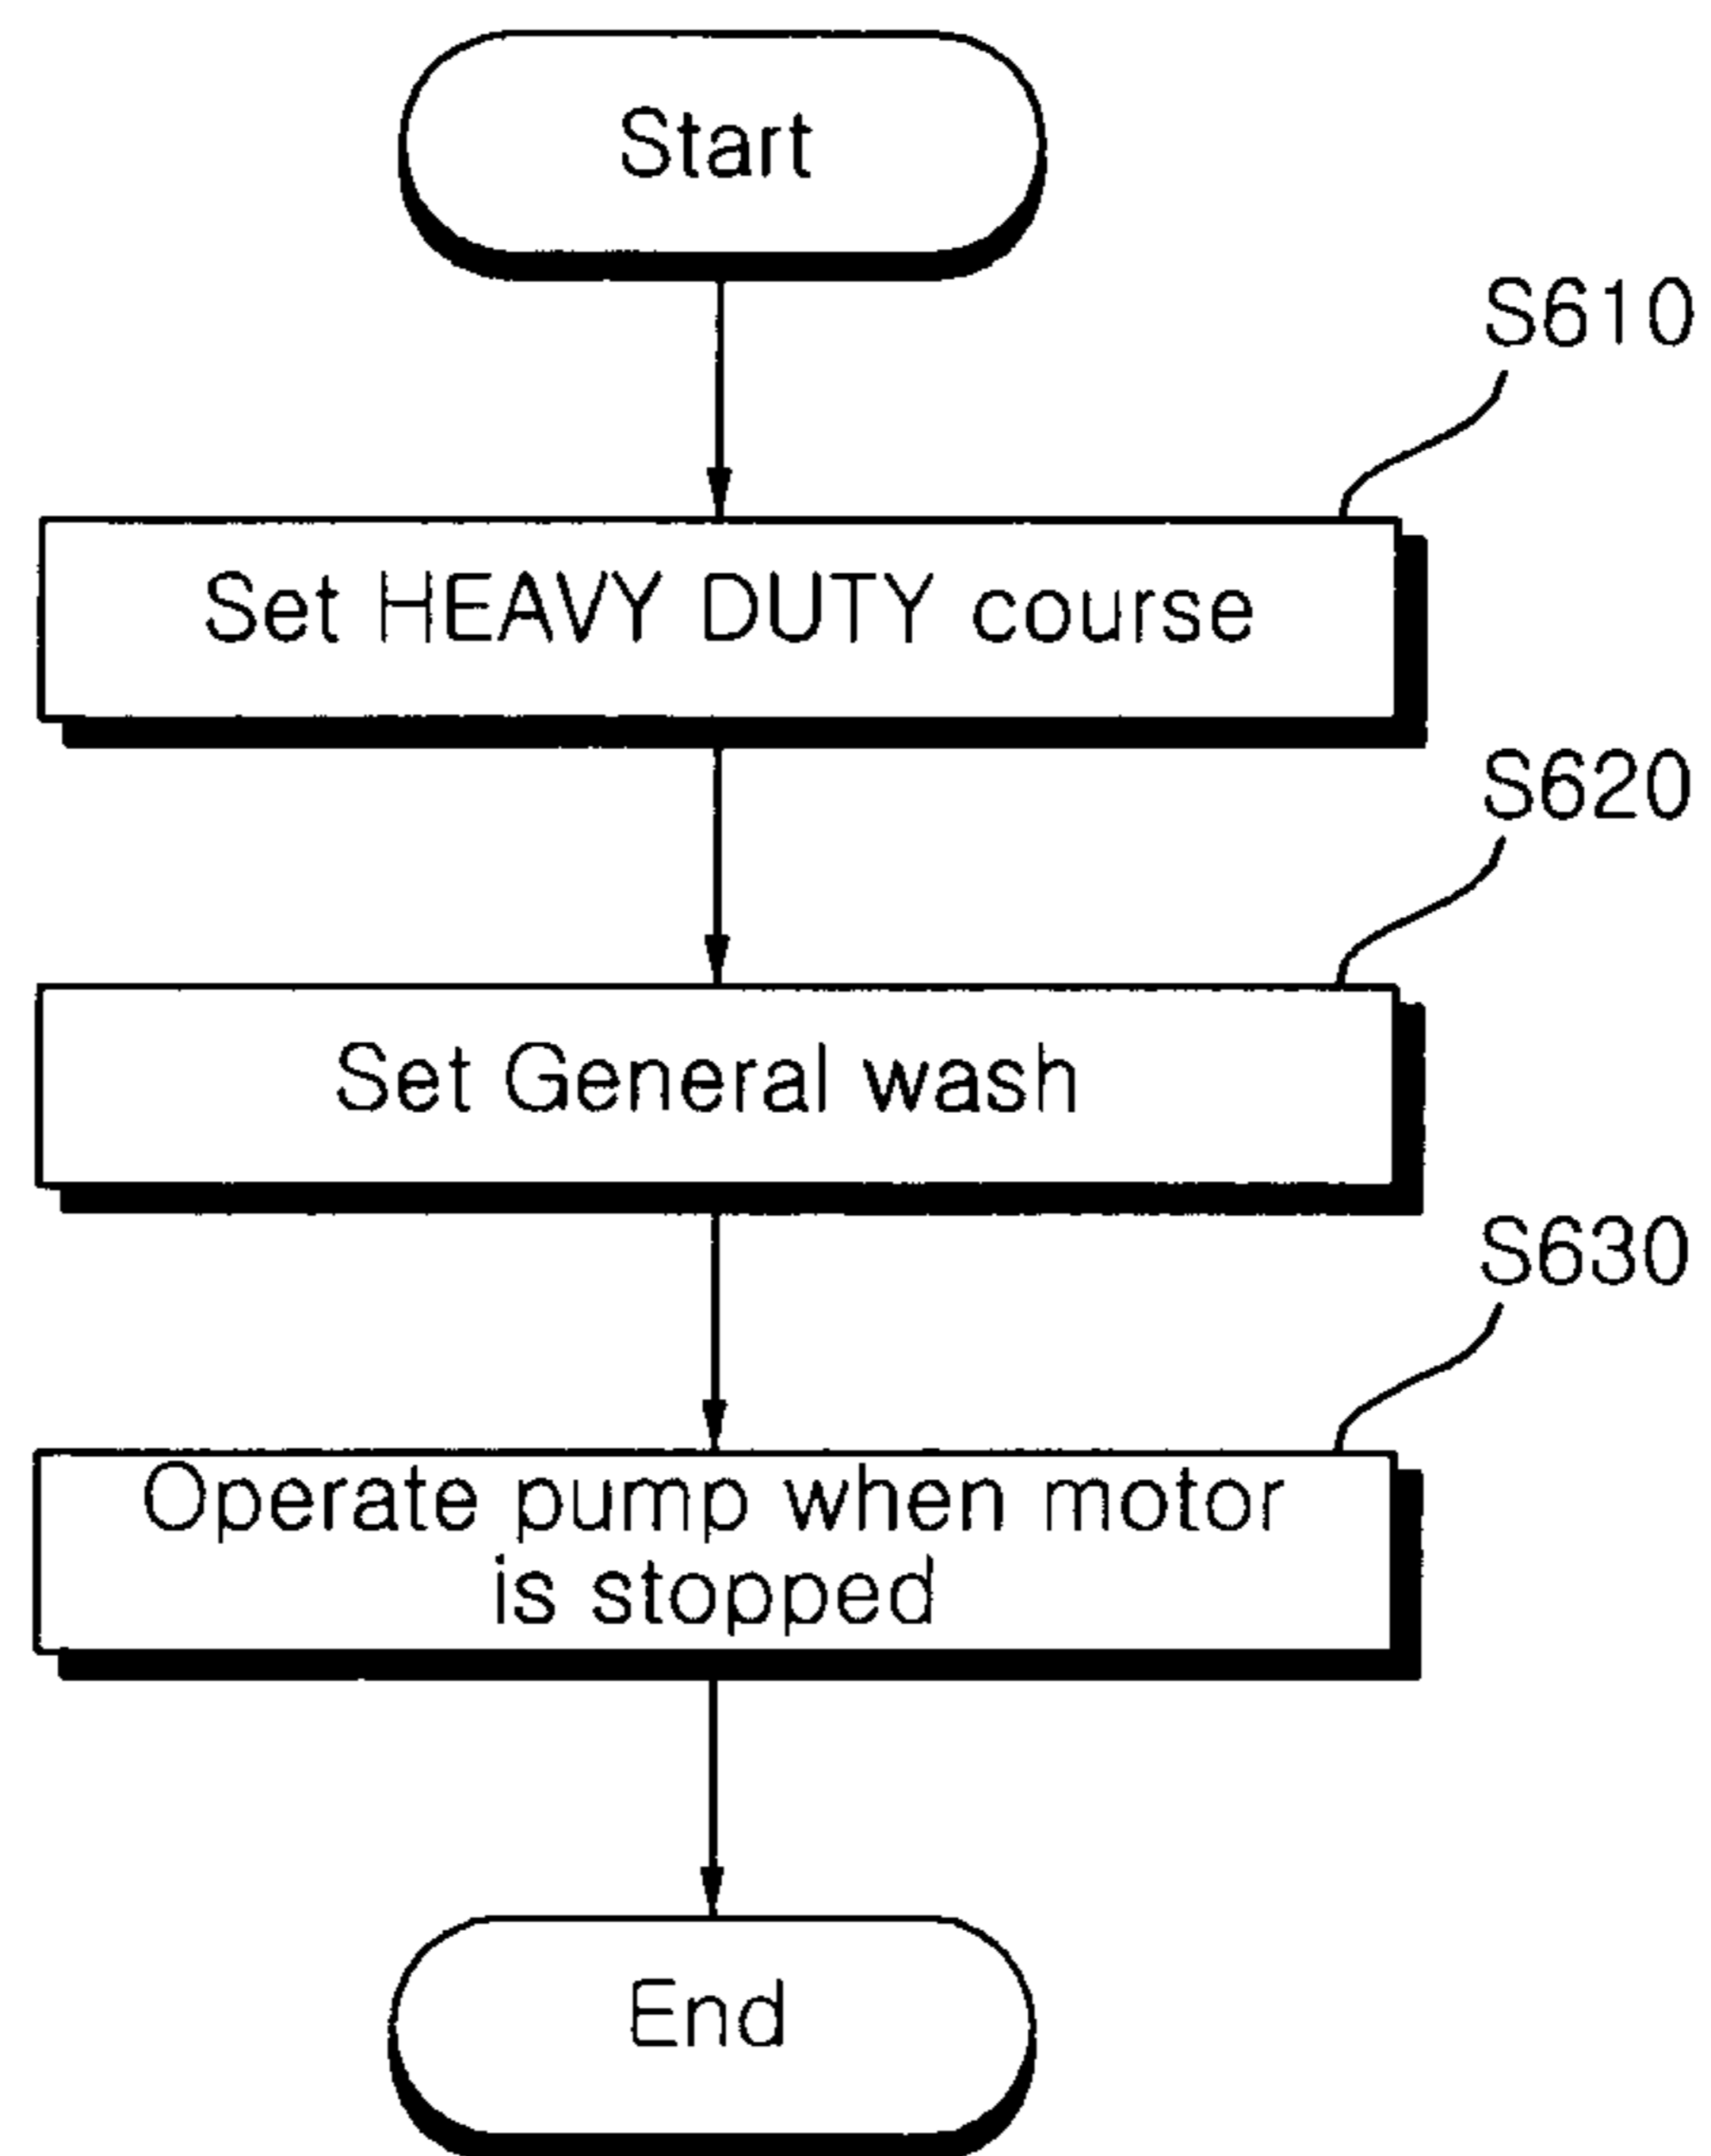 Start
S610
Set HEAVY DUTY course
S620
Set General wash
S630
Operate pump when motor
is stopped
End